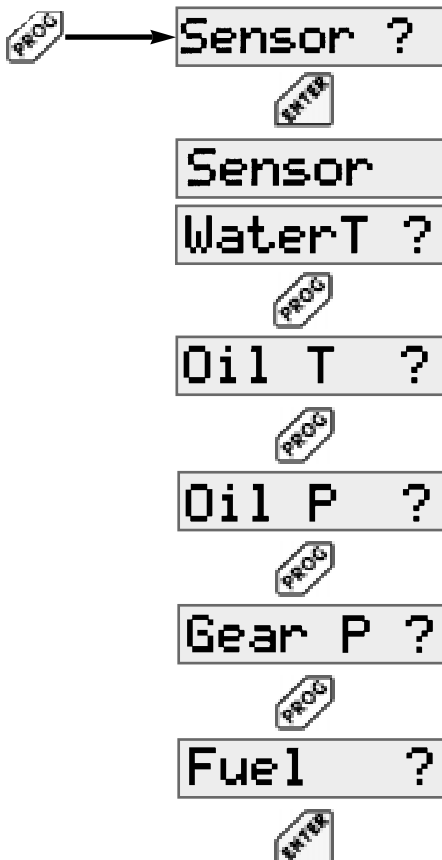 PROG Sensor ?
ENTER
Sensor
WaterT ?
PROG
Oil T ?
PROG
Oil P ?
PROG
Gear P ?
PROG
Fuel ?
ENTER